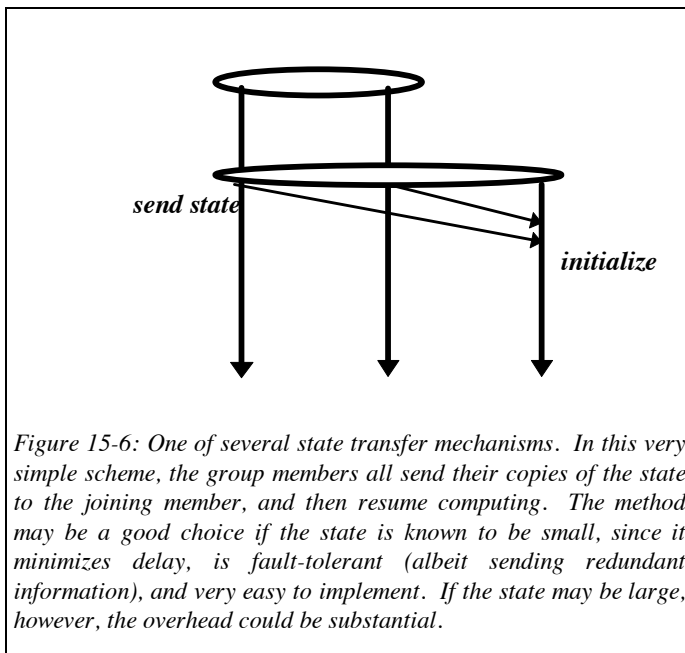 send state
initialize
Figure 15-6: One of several state transfer mechanisms. In this very
simple scheme, the group members all send their copies of the state
to the joining member, and then resume computing. The method
may be a good choice if the state is known to be small, since it
minimizes delay, is fault-tolerant (albeit sending redundant
information), and very easy to implement. If the state may be large,
however, the overhead could be substantial.